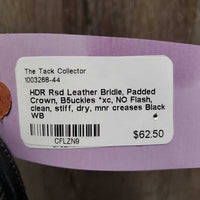 The Tack Collector
1003268-44
HDR Rsd Leather Bridle, Padded
Crown, B5uckles *xc, NO Flash,
clean, stiff, dry, mnr creases Black
WB
$62.50
CFLZN9